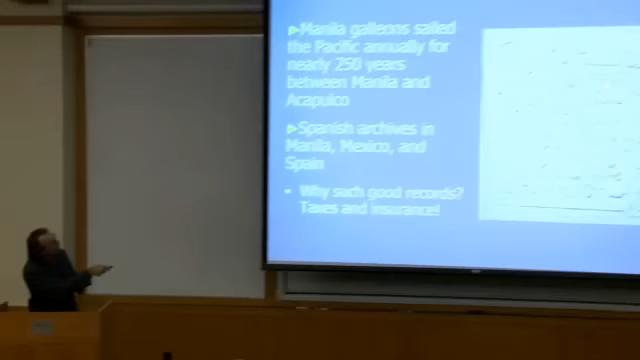 Manila galleons sailed
the Pacific annually for
nearly 250 years
between Manila and
Acapulco
Spanish archives in
Manila, Mexico, and
Spain
• Why such good records?
Taxes and insurance!